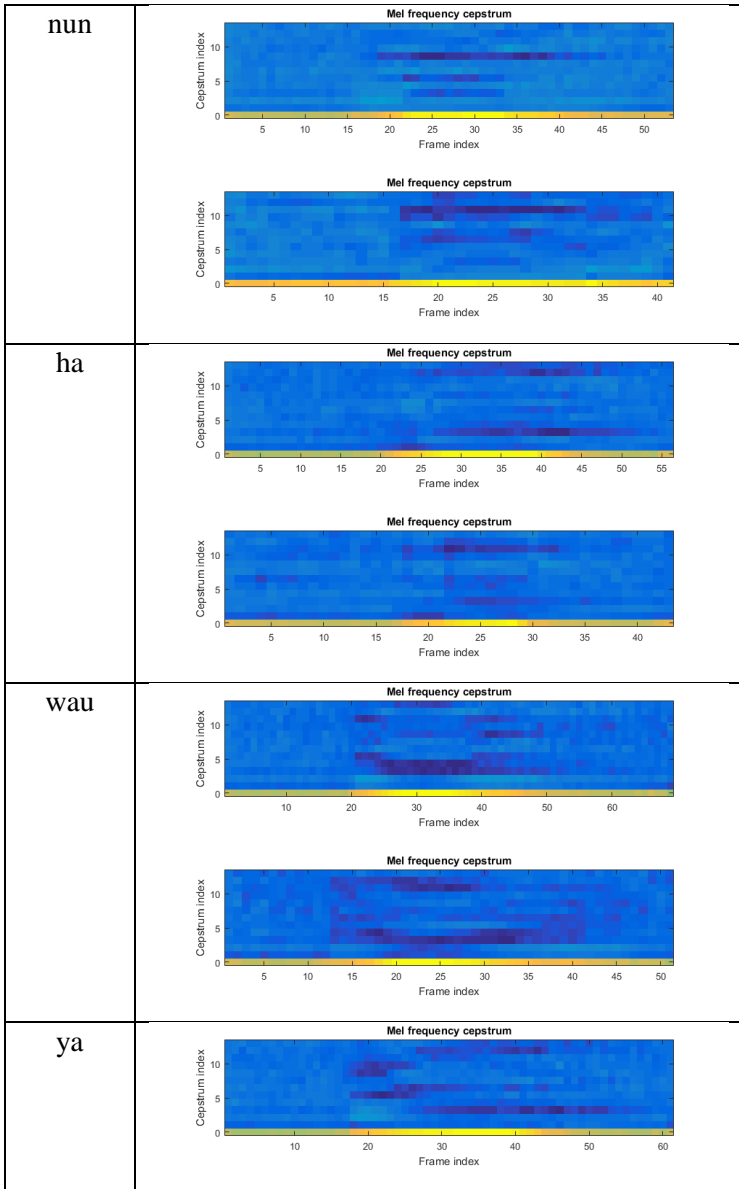 nun
Mel frequency cepstrum
Cepstrum index
10
5
0
5 10 15 20 25 30 35 40 45 50
Frame index
Mel frequency cepstrum
Cepstrum index
10
5
0
5 10 15 20 25 30 35 40
Frame index
ha
Mel frequency cepstrum
Cepstrum index
10
5
0
5 10 15 20 25 30 35 40 45 50 55
Frame index
Mel frequency cepstrum
Cepstrum index
10
5
0
5 10 15 20 25 30 35 40
Frame index
wau
Mel frequency cepstrum
Cepstrum index
10
5
0
10 20 30 40 50 60
Frame index
Mel frequency cepstrum
Cepstrum index
10
5
0
5 10 15 20 25 30 35 40 45 50
Frame index
ya
Mel frequency cepstrum
Cepstrum index
10
5
0
10 20 30 40 50 60
Frame index